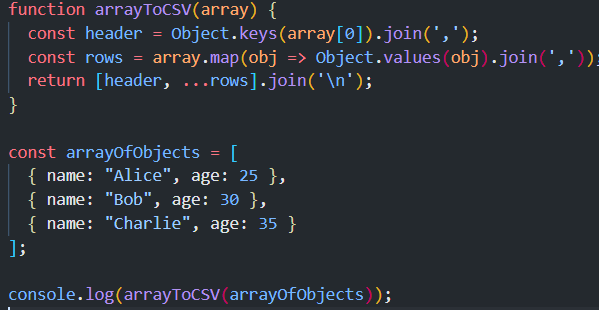 function arrayToCSV(array) {
  const header = Object.keys(array[0]).join(',');
  const rows = array.map(obj => Object.values(obj).join(','));
  return [header, ...rows].join('\n');
}

const arrayOfObjects = [
  { name: "Alice", age: 25 },
  { name: "Bob", age: 30 },
  { name: "Charlie", age: 35 }
];

console.log(arrayToCSV(arrayOfObjects));